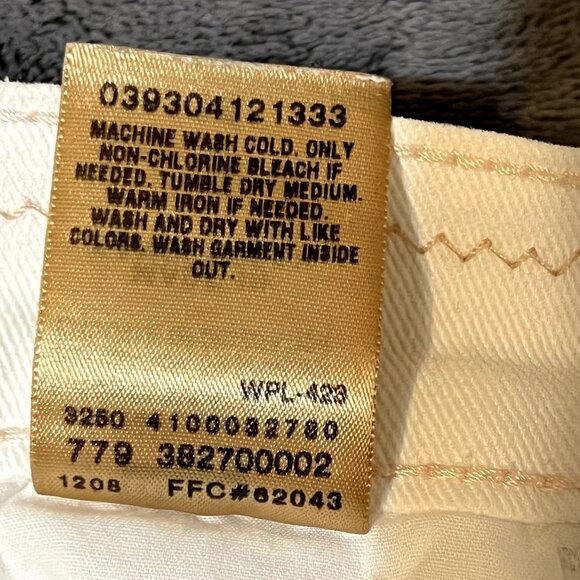 039304121333
MACHINE WASH COLD. ONLY
NON-CHLORINE BLEACH IF
NEEDED. TUMBLE DRY MEDIUM.
WARM IRON IF NEEDED.
WASH AND DRY WITH LIKE
COLORS. WASH GARMENT INSIDE
OUT.
WPL-423
3250 4100032780
779 382700002
1208 FFC#62043